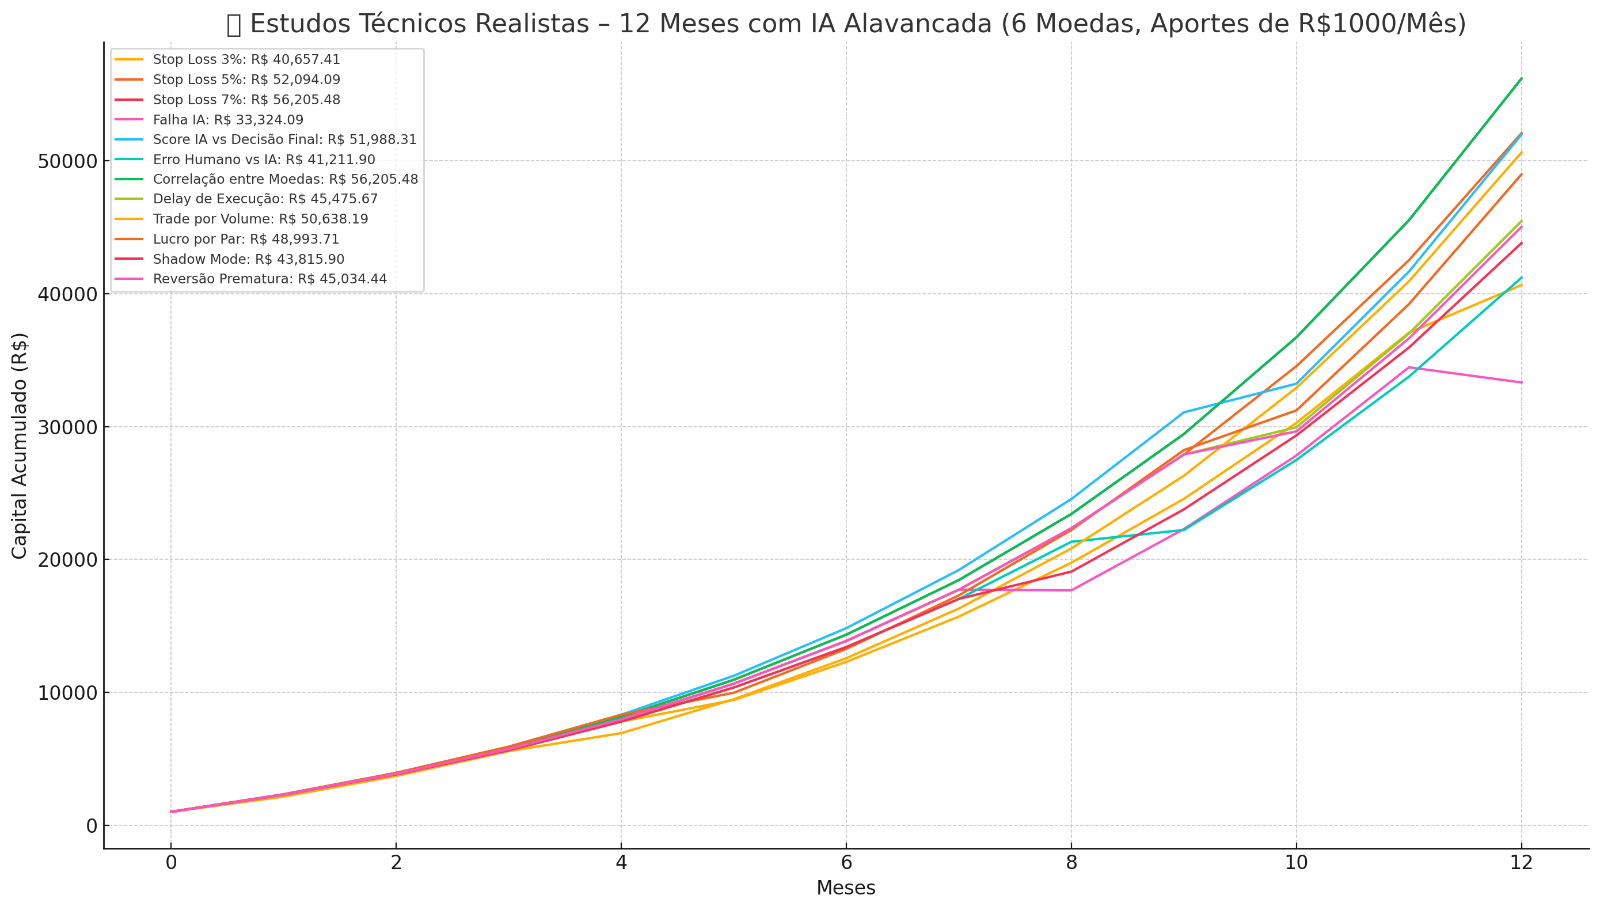 Estudos Técnicos Realistas – 12 Meses com IA Alavancada (6 Moedas, Aportes de R$1000/Mês)
Stop Loss 3%: R$ 40,657.41
Stop Loss 5%: R$ 52,094.09
Stop Loss 7%: R$ 56,205.48
Falha IA: R$ 33,324.09
Score IA vs Decisão Final: R$ 51,988.31
Erro Humano vs IA: R$ 41,211.90
Correlação entre Moedas: R$ 56,205.48
Delay de Execução: R$ 45,475.67
Trade por Volume: R$ 50,638.19
Lucro por Par: R$ 48,993.71
Shadow Mode: R$ 43,815.90
Reversão Prematura: R$ 45,034.44
Capital Acumulado (R$)
50000
40000
30000
20000
10000
0
0 2 4 6 8 10 12
Meses